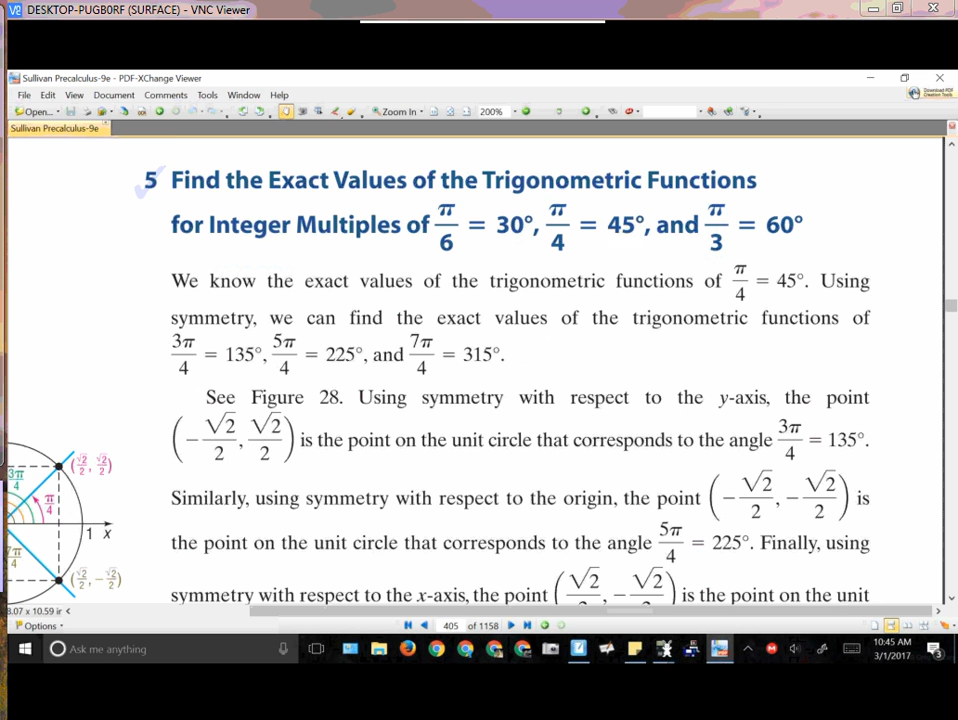 DESKTOP-PUGB0RF (SURFACE) - VNC Viewer
Sullivan Precalculus-9e - PDF-XChange Viewer
File Edit View Document Comments Tools Window Help
Open... Zoom In 200%
Download PDF Creation Tools
Sullivan Precalculus-9e
5 Find the Exact Values of the Trigonometric Functions
for Integer Multiples of π/6 = 30°, π/4 = 45°, and π/3 = 60°
We know the exact values of the trigonometric functions of π/4 = 45°. Using
symmetry, we can find the exact values of the trigonometric functions of
3π/4 = 135°, 5π/4 = 225°, and 7π/4 = 315°.
See Figure 28. Using symmetry with respect to the y-axis, the point
(-√2/2, √2/2) is the point on the unit circle that corresponds to the angle 3π/4 = 135°.
Similarly, using symmetry with respect to the origin, the point (-√2/2, -√2/2) is
the point on the unit circle that corresponds to the angle 5π/4 = 225°. Finally, using
symmetry with respect to the x-axis, the point (√2/2, -√2/2) is the point on the unit
(√2/2, √2/2)
3π/4
π/4
1 x
π/4
(√2/2, -√2/2)
8.07 x 10.59 in
Options
405 of 1158
Ask me anything
10:45 AM
3/1/2017
3